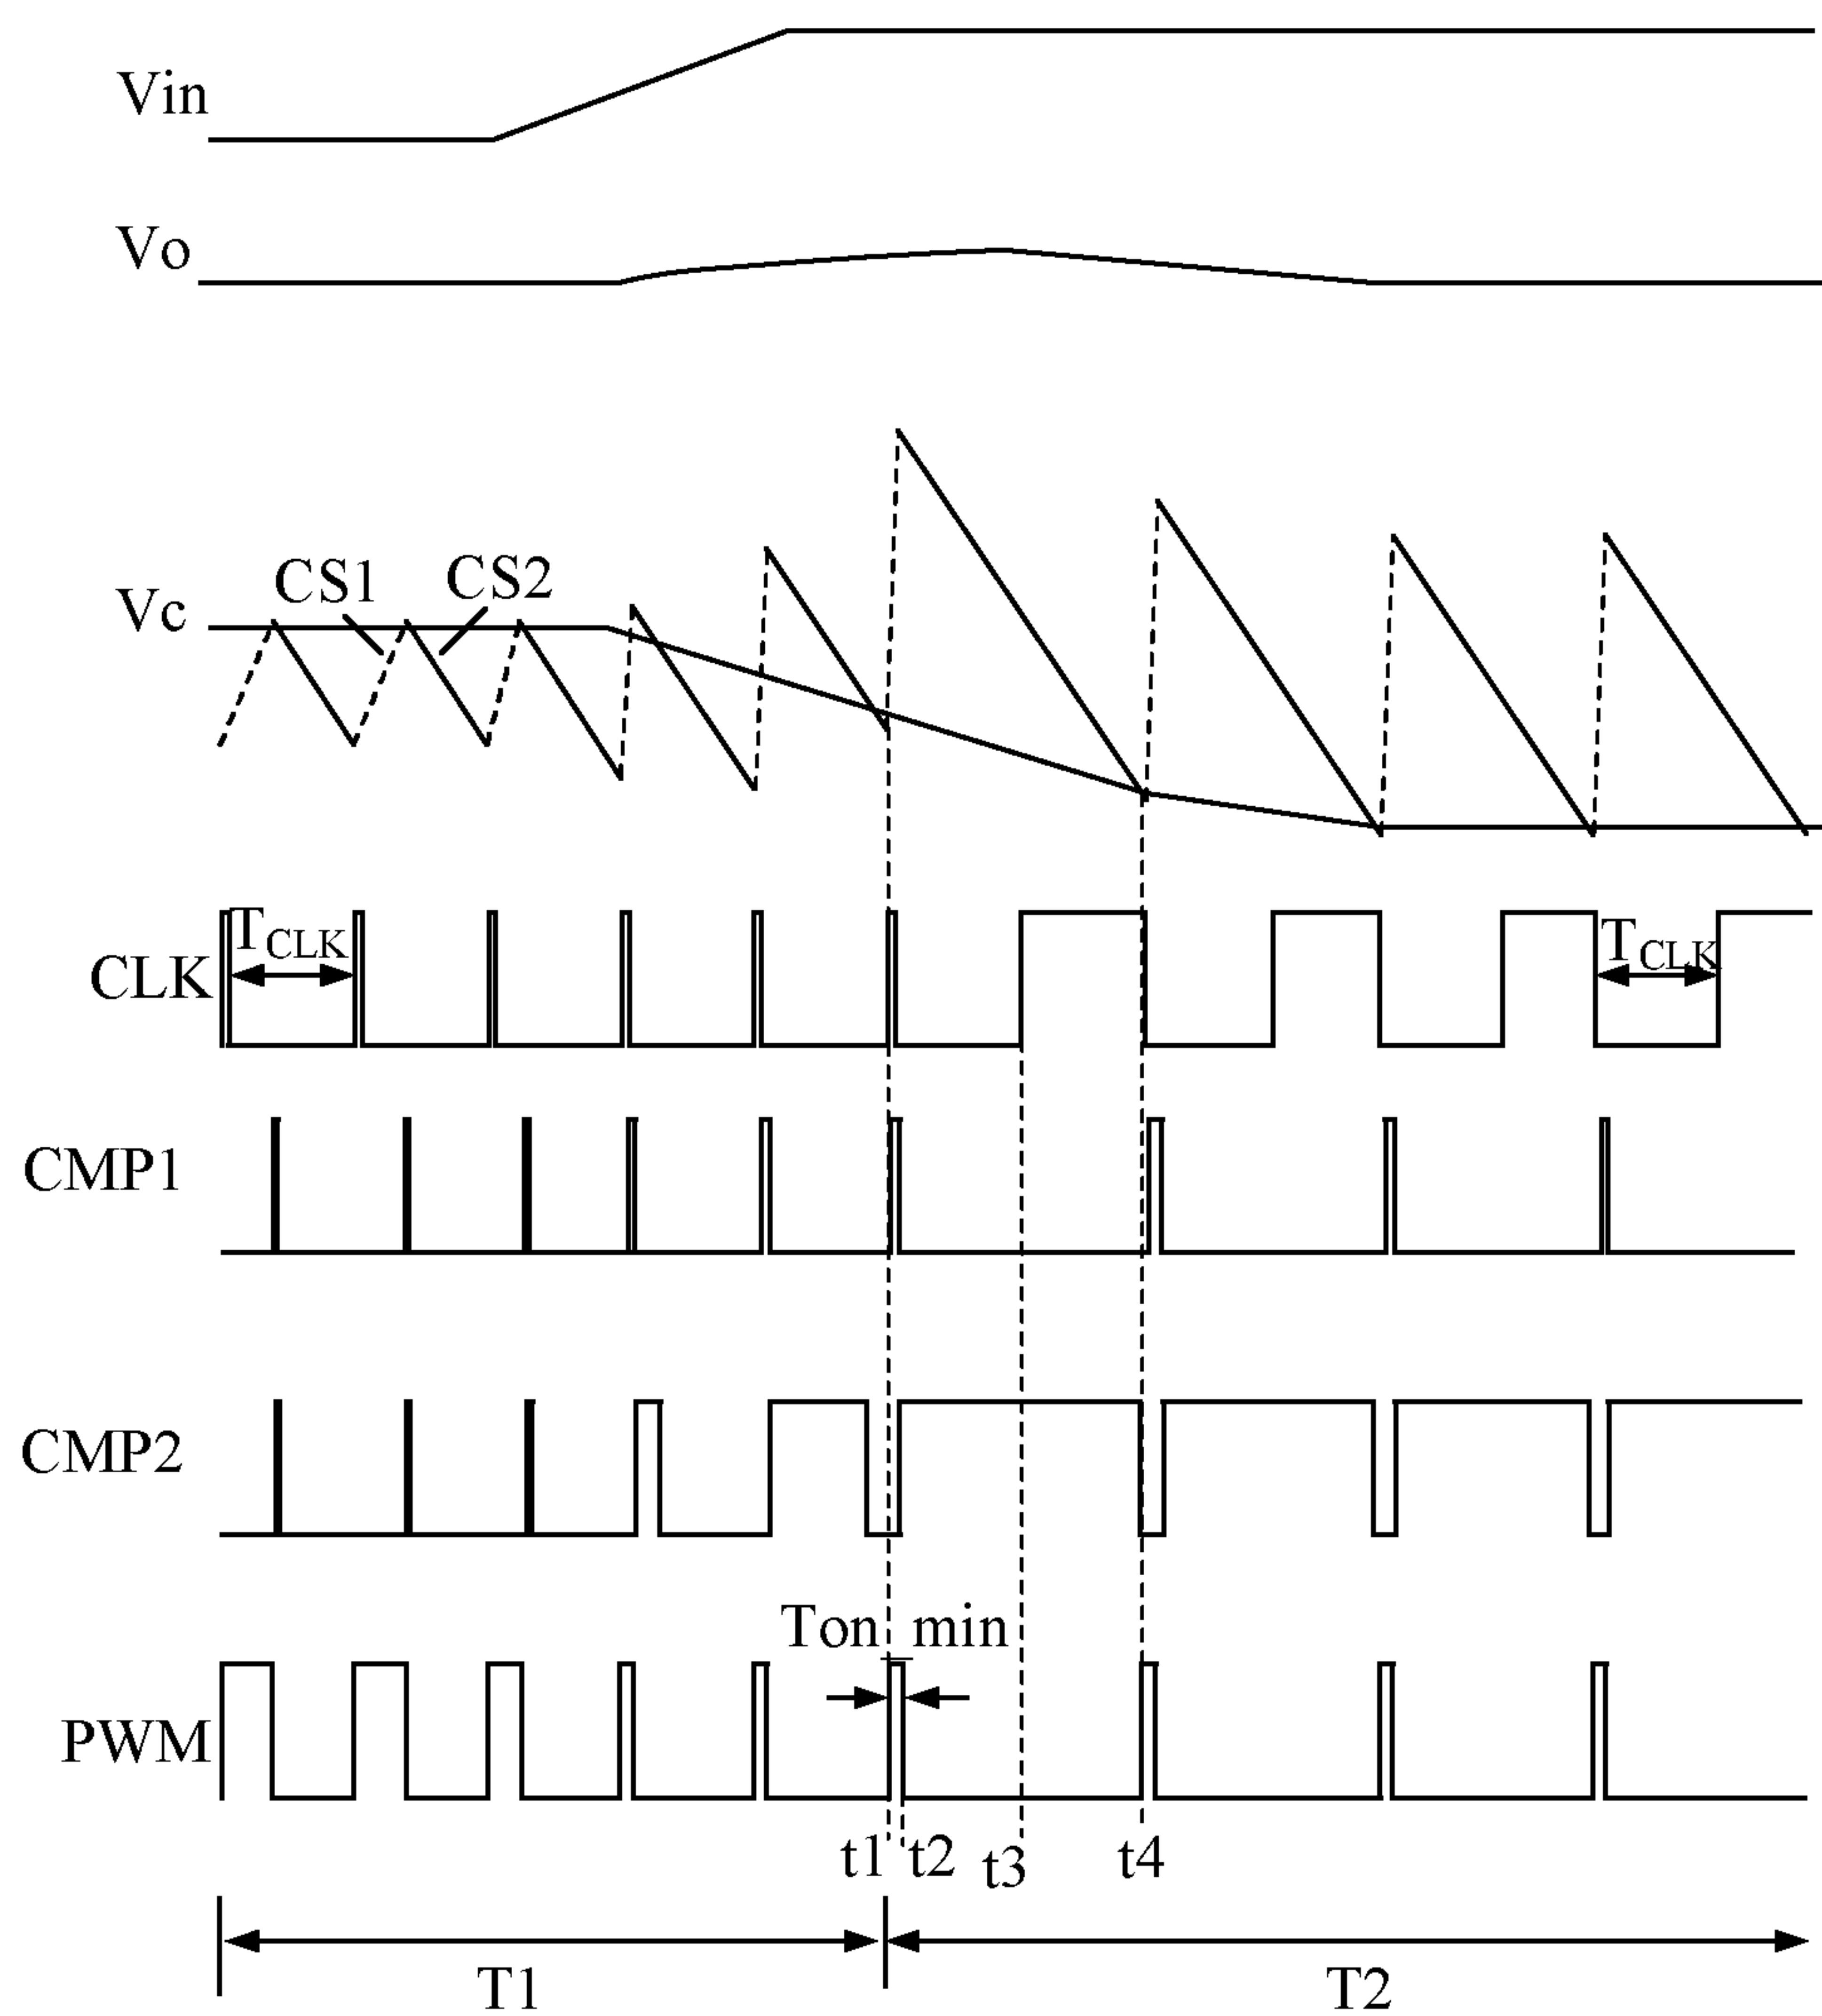 Vin
Vo
CS1 CS2
Vc
TCLK TCLK
CLK
CMP1
CMP2
Ton_min
PWM
t1 t2 t3 t4
T1 T2